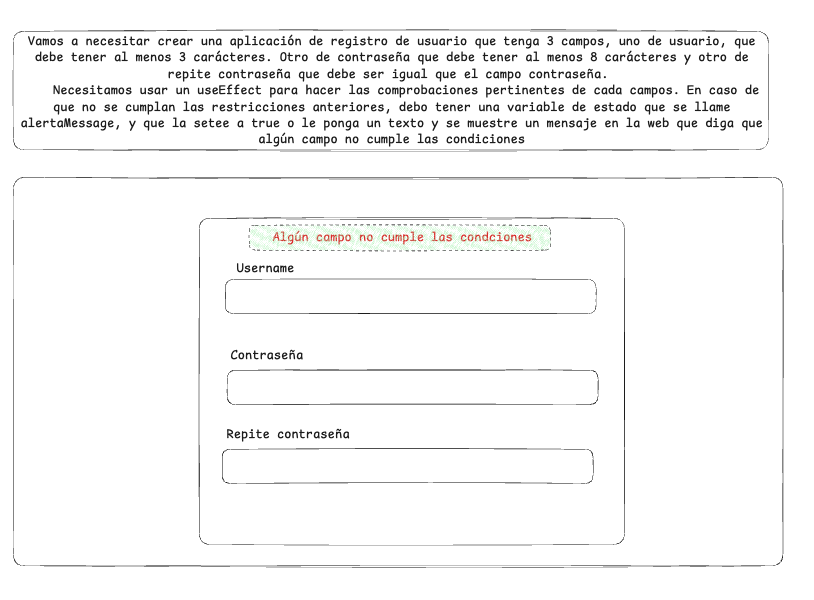 Vamos a necesitar crear una aplicación de registro de usuario que tenga 3 campos, uno de usuario, que
debe tener al menos 3 carácteres. Otro de contraseña que debe tener al menos 8 carácteres y otro de
repite contraseña que debe ser igual que el campo contraseña.
Necesitamos usar un useEffect para hacer las comprobaciones pertinentes de cada campos. En caso de
que no se cumplan las restricciones anteriores, debo tener una variable de estado que se llame
alertaMessage, y que la setee a true o le ponga un texto y se muestre un mensaje en la web que diga que
algún campo no cumple las condiciones
Algún campo no cumple las condciones
Username
Contraseña
Repite contraseña